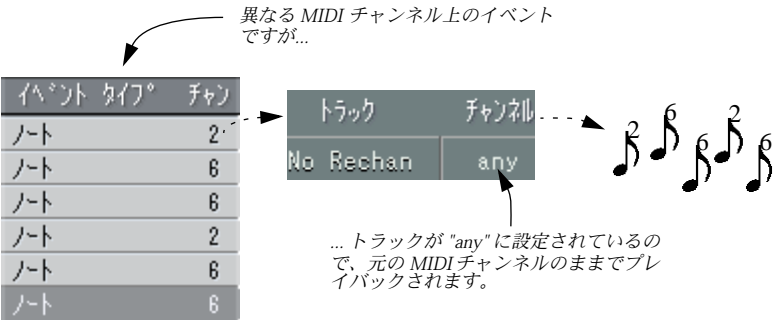 異なる MIDI チャンネル上のイベント
ですが...
イベント タイプ チャン
ノート 2
ノート 6
ノート 6
ノート 2
ノート 6
ノート 6
トラック チャンネル
No Rechan any
2 6 6 2 6
... トラックが "any" に設定されているの
で、元の MIDI チャンネルのままでプレ
イバックされます。